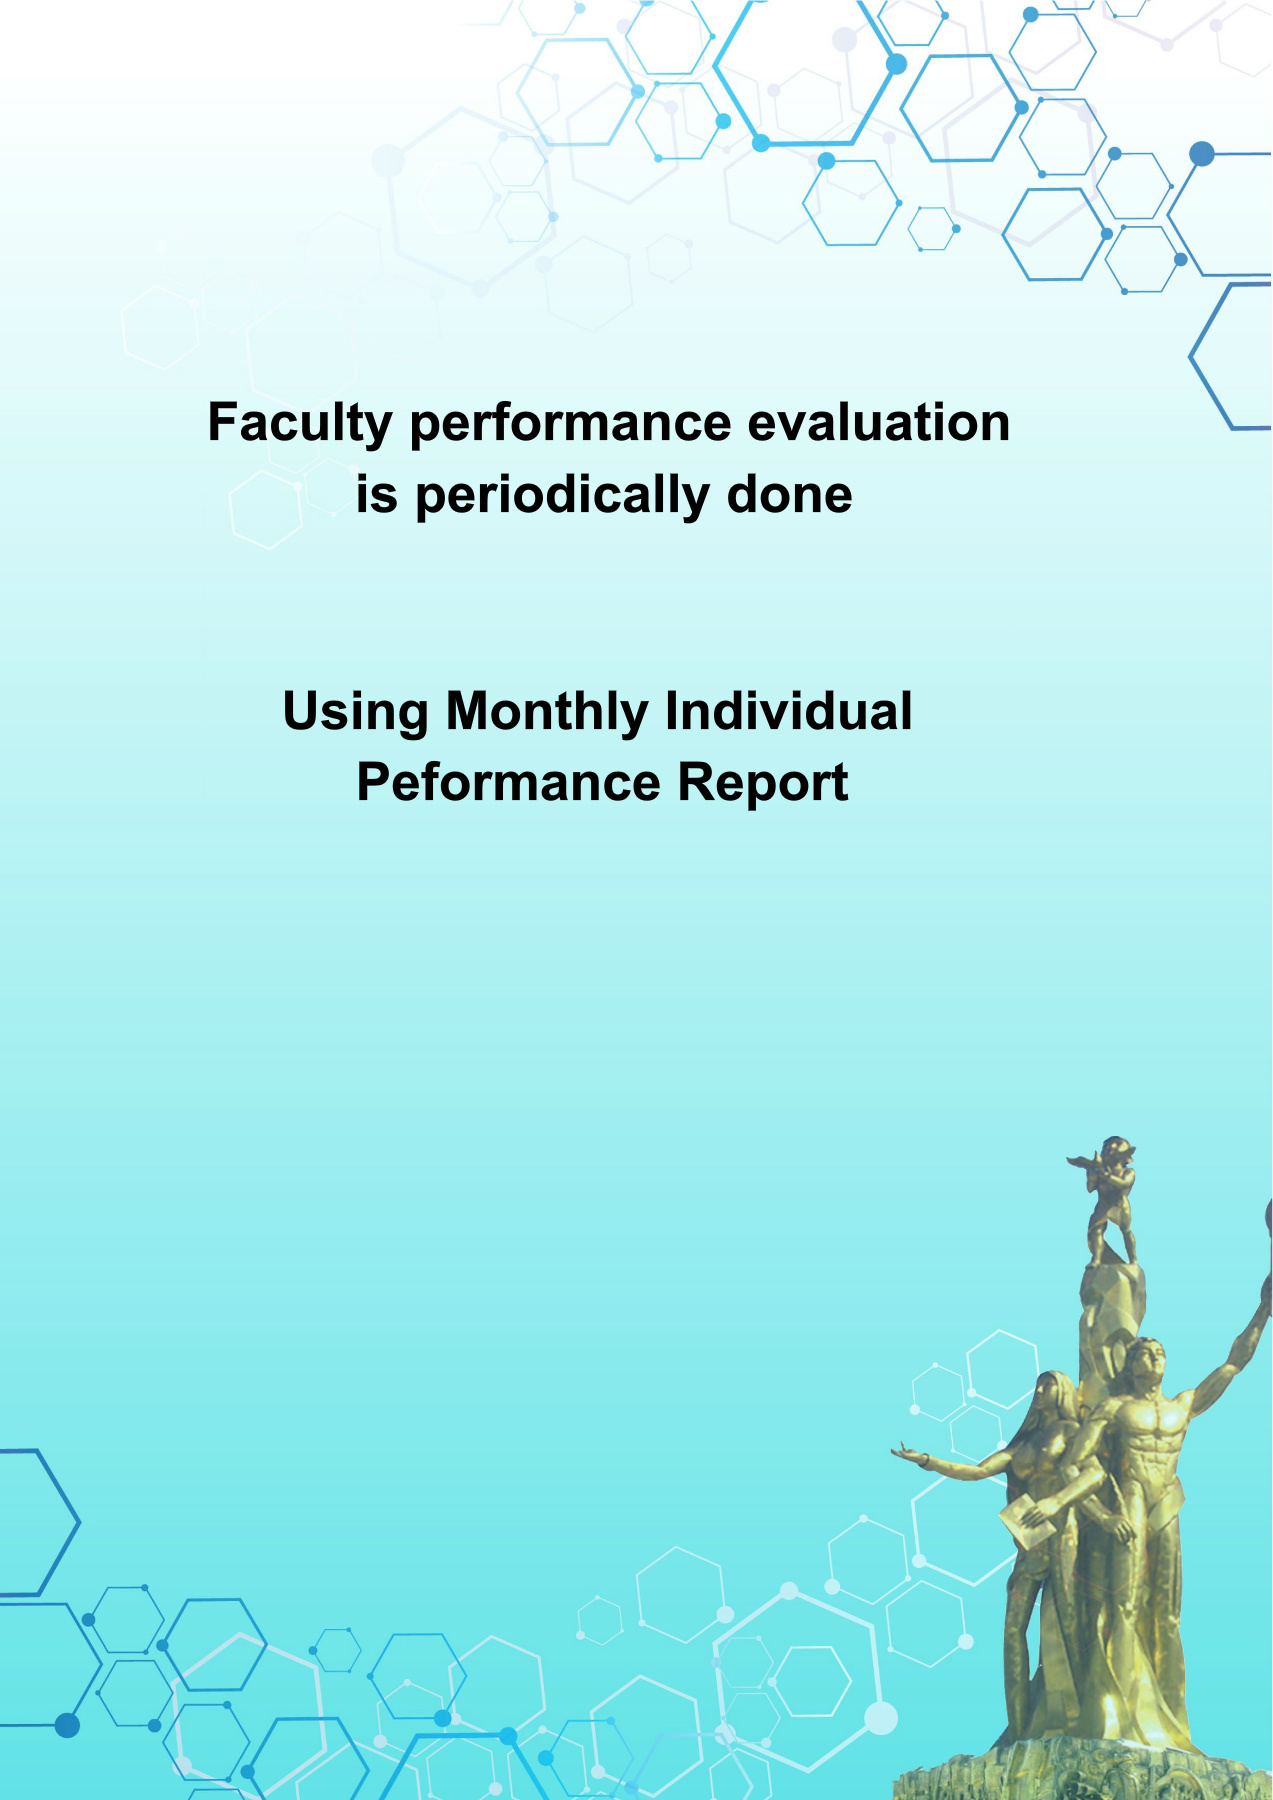 Faculty performance evaluation
is periodically done
Using Monthly Individual
Peformance Report